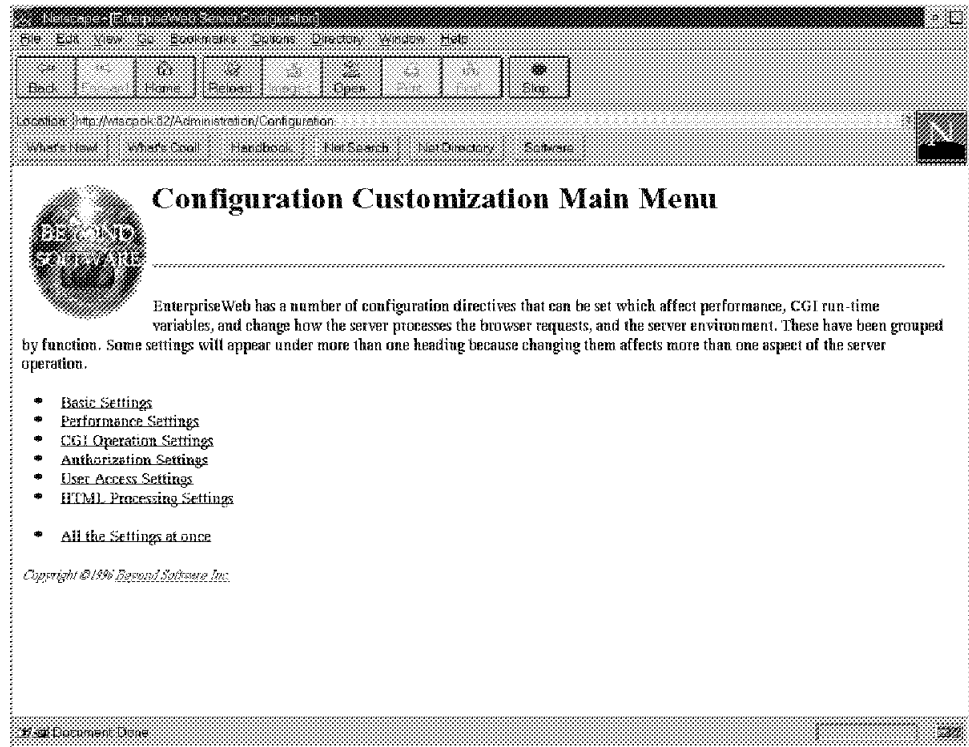 Netscape - [EnterpriseWeb Server Configuration]
File Edit View Go Bookmarks Options Directory Window Help
Back Forward Home Reload Images Open Print Find Stop
Location: http://wtscpok:82/Administration/Configuration
What's New! What's Cool! Handbook Net Search Net Directory Software
N
Configuration Customization Main Menu
BEYOND
SOFTWARE
EnterpriseWeb has a number of configuration directives that can be set which affect performance, CGI run-time
variables, and change how the server processes the browser requests, and the server environment. These have been grouped
by function. Some settings will appear under more than one heading because changing them affects more than one aspect of the server
operation.
Basic Settings
Performance Settings
CGI Operation Settings
Authorization Settings
User Access Settings
HTML Processing Settings
All the Settings at once
Copyright ©1996 Beyond Software Inc.
Document Done